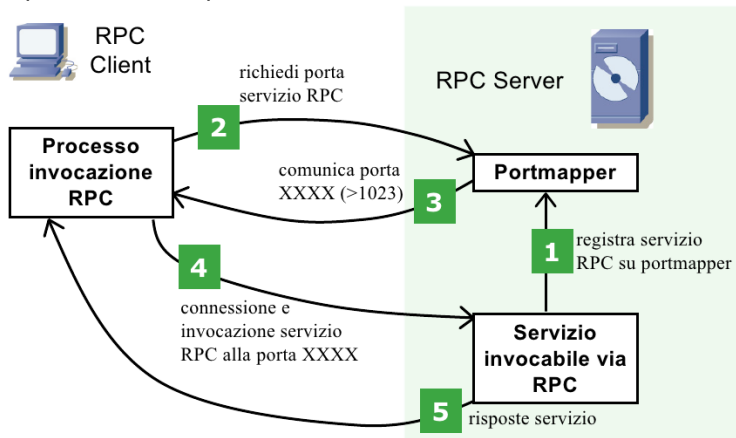 RPC
Client
RPC Server
richiedi porta
servizio RPC
2
Processo
invocazione
RPC
comunica porta
XXXX (>1023)
3
Portmapper
1
registra servizio
RPC su portmapper
4
connessione e
invocazione servizio
RPC alla porta XXXX
Servizio
invocabile via
RPC
5
risposte servizio